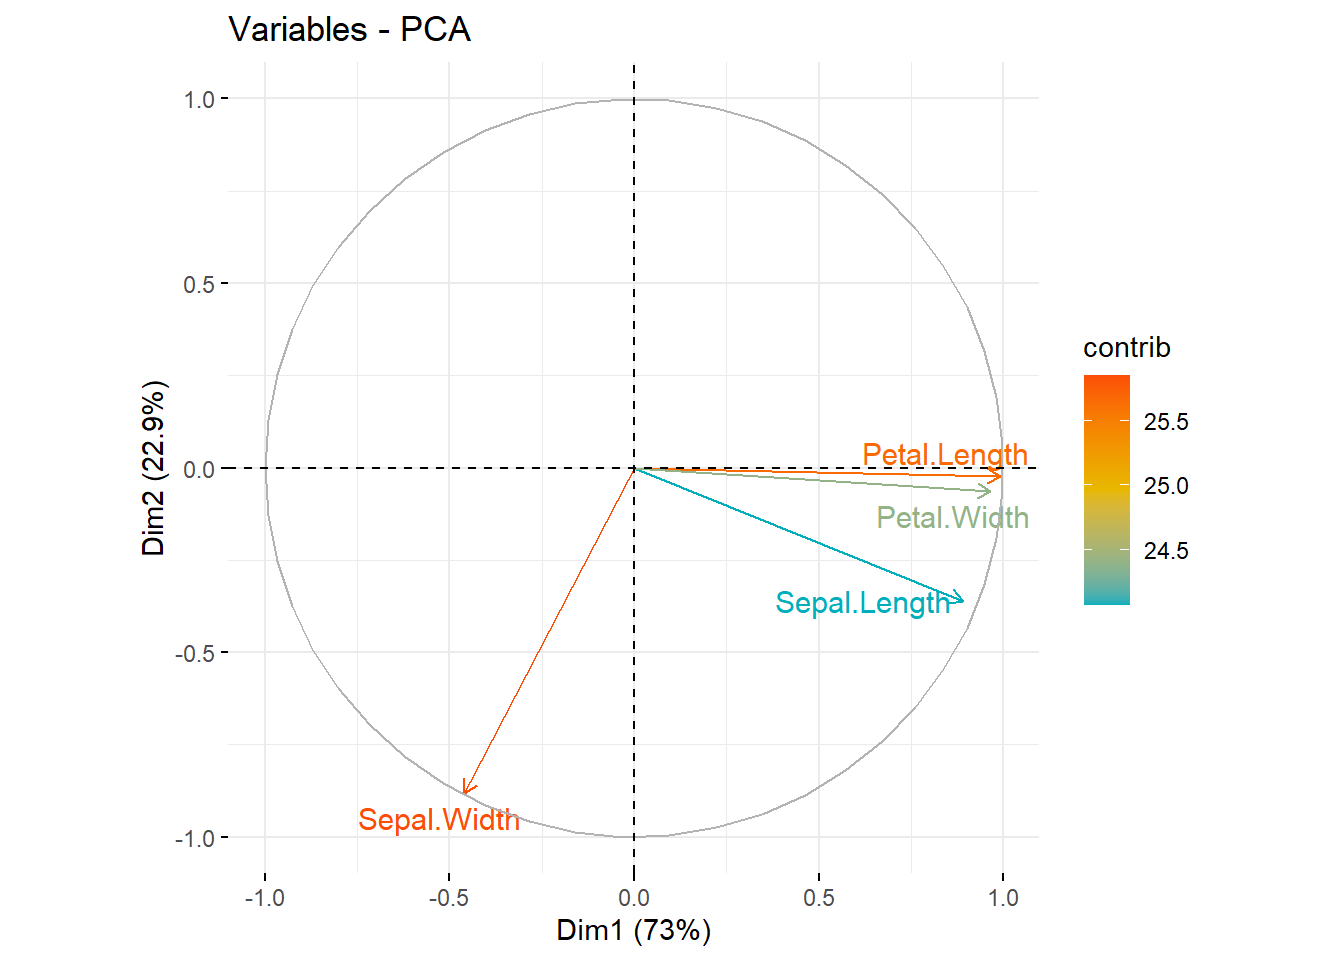 Variables - PCA
1.0
0.5
0.0
-0.5
-1.0
Dim2 (22.9%)
Petal.Length
Petal.Width
Sepal.Length
Sepal.Width
-1.0
-0.5
0.0
0.5
1.0
Dim1 (73%)
contrib
25.5
25.0
24.5